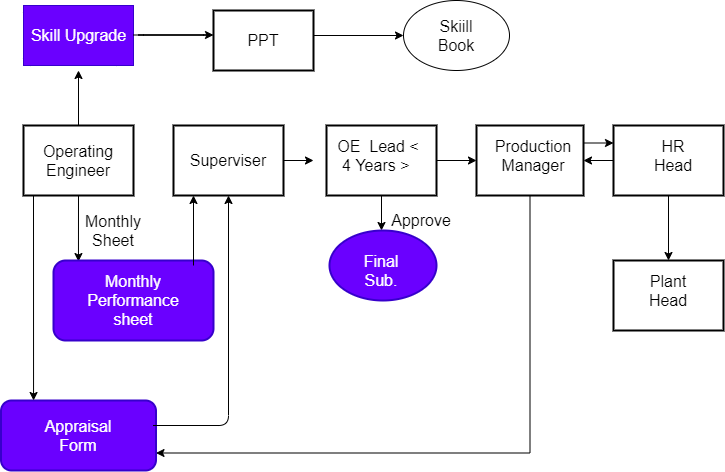 Skill Upgrade
PPT
Skiill
Book
Operating
Engineer
Superviser
OE Lead <
4 Years >
Production
Manager
HR
Head
Monthly
Sheet
Approve
Monthly
Performance
sheet
Final
Sub.
Plant
Head
Appraisal
Form